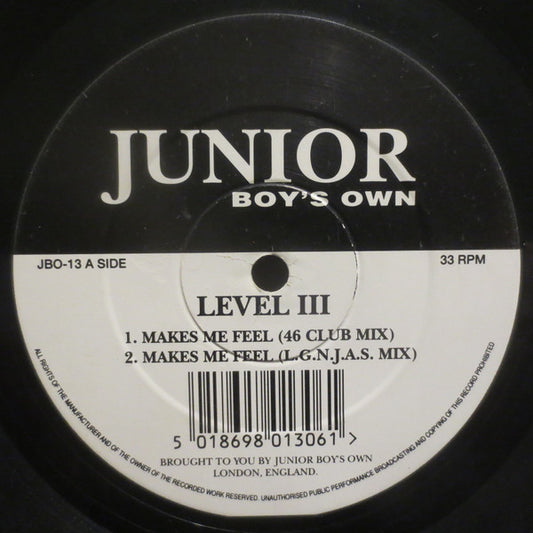 JUNIOR
BOY'S OWN
JBO-13 A SIDE
33 RPM
LEVEL III
1. MAKES ME FEEL (46 CLUB MIX)
2. MAKES ME FEEL (L.G.N.J.A.S. MIX)
5 018698 013061 >
BROUGHT TO YOU BY JUNIOR BOY'S OWN
LONDON, ENGLAND.
ALL RIGHTS OF THE MANUFACTURER AND OF THE OWNER OF THE RECORDED WORK RESERVED. UNAUTHORISED PUBLIC PERFORMANCE BROADCASTING AND COPYING OF THIS RECORD PROHIBITED